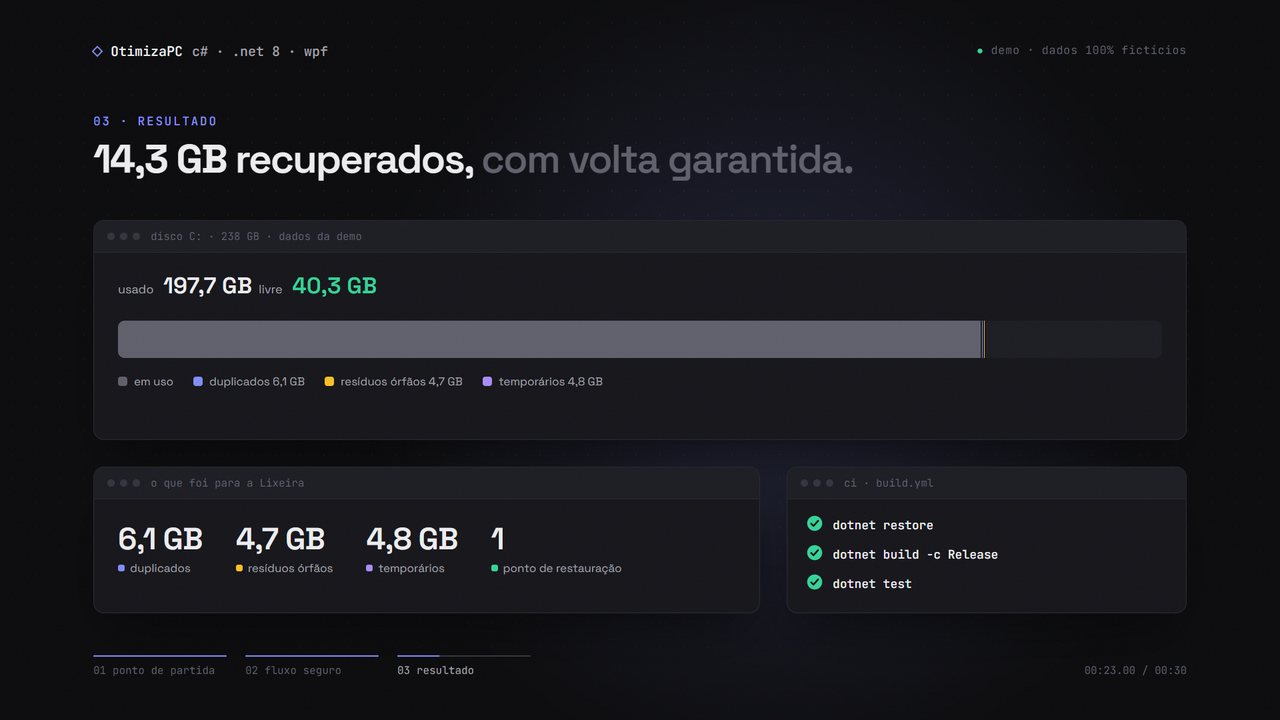 OtimizaPC c# · .net 8 · wpf
demo · dados 100% fictícios
03 · RESULTADO
14,3 GB recuperados, com volta garantida.
disco C: · 238 GB · dados da demo
usado 197,7 GB livre 40,3 GB
em uso duplicados 6,1 GB resíduos órfãos 4,7 GB temporários 4,8 GB
o que foi para a Lixeira
6,1 GB 4,7 GB 4,8 GB 1
duplicados resíduos órfãos temporários ponto de restauração
ci · build.yml
dotnet restore
dotnet build -c Release
dotnet test
01 ponto de partida 02 fluxo seguro 03 resultado
00:23.00 / 00:30